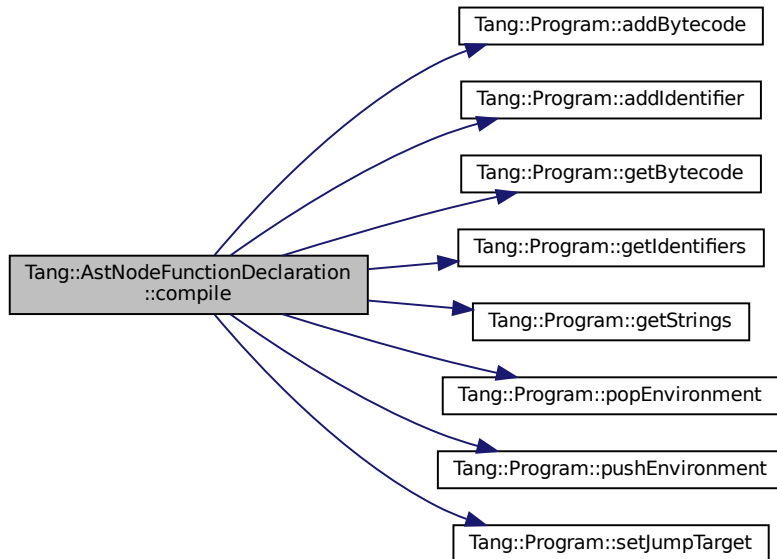 Tang::Program::addBytecode
Tang::Program::addIdentifier
Tang::Program::getBytecode
Tang::Program::getIdentifiers
Tang::AstNodeFunctionDeclaration
::compile
Tang::Program::getStrings
Tang::Program::popEnvironment
Tang::Program::pushEnvironment
Tang::Program::setJumpTarget